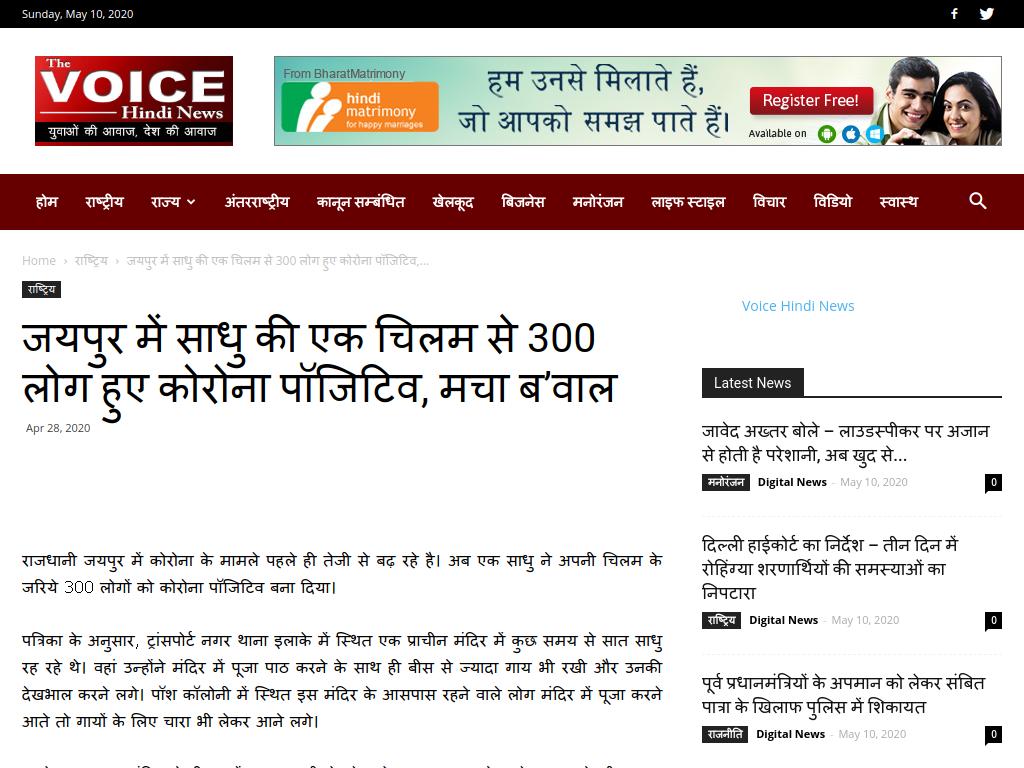 Sunday, May 10, 2020
The
VOICE
Hindi News
युवाओं की आवाज, देश की आवाज
From BharatMatrimony
hindi
matrimony
for happy marriages
हम उनसे मिलाते हैं,
जो आपको समझ पाते हैं।
Register Free!
Available on
होम राष्ट्रीय राज्य अंतरराष्ट्रीय कानून सम्बंधित खेलकूद बिजनेस मनोरंजन लाइफ स्टाइल विचार विडियो स्वास्थ
Home › राष्ट्रिय › जयपुर में साधु की एक चिलम से 300 लोग हुए कोरोना पॉजिटिव,...
राष्ट्रिय
जयपुर में साधु की एक चिलम से 300
लोग हुए कोरोना पॉजिटिव, मचा ब’वाल
Apr 28, 2020
राजधानी जयपुर में कोरोना के मामले पहले ही तेजी से बढ़ रहे है। अब एक साधु ने अपनी चिलम के
जरिये 300 लोगों को कोरोना पॉजिटिव बना दिया।
पत्रिका के अनुसार, ट्रांसपोर्ट नगर थाना इलाके में स्थित एक प्राचीन मंदिर में कुछ समय से सात साधु
रह रहे थे। वहां उन्होंने मंदिर में पूजा पाठ करने के साथ ही बीस से ज्यादा गाय भी रखी और उनकी
देखभाल करने लगे। पॉश कॉलोनी में स्थित इस मंदिर के आसपास रहने वाले लोग मंदिर में पूजा करने
आते तो गायों के लिए चारा भी लेकर आने लगे।
Voice Hindi News
Latest News
जावेद अख्तर बोले – लाउडस्पीकर पर अजान
से होती है परेशानी, अब खुद से...
मनोरंजन Digital News - May 10, 2020 0
दिल्ली हाईकोर्ट का निर्देश – तीन दिन में
रोहिंग्या शरणार्थियों की समस्याओं का
निपटारा
राष्ट्रिय Digital News - May 10, 2020 0
पूर्व प्रधानमंत्रियों के अपमान को लेकर संबित
पात्रा के खिलाफ पुलिस में शिकायत
राजनीति Digital News - May 10, 2020 0